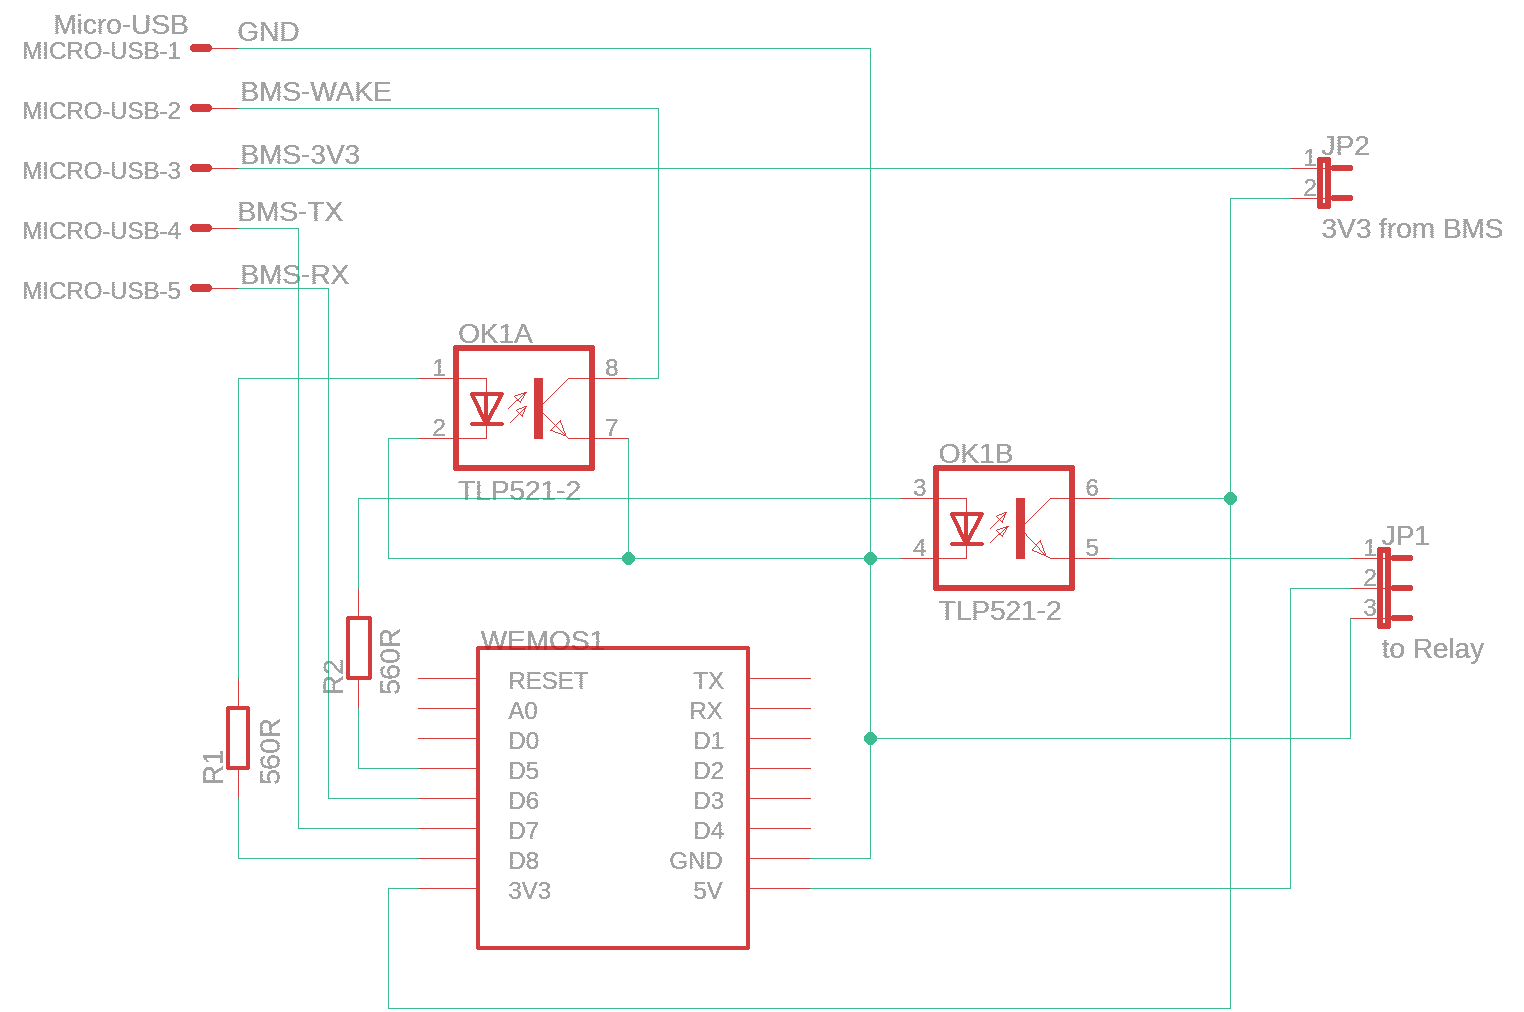 Micro-USB
GND
MICRO-USB-1
BMS-WAKE
MICRO-USB-2
BMS-3V3
MICRO-USB-3
BMS-TX
MICRO-USB-4
BMS-RX
MICRO-USB-5
JP2
1
2
3V3 from BMS
OK1A
1
8
2
7
TLP521-2
OK1B
3
6
4
5
TLP521-2
JP1
1
2
3
to Relay
R2
560R
R1
560R
WEMOS1
RESET TX
A0 RX
D0 D1
D5 D2
D6 D3
D7 D4
D8 GND
3V3 5V